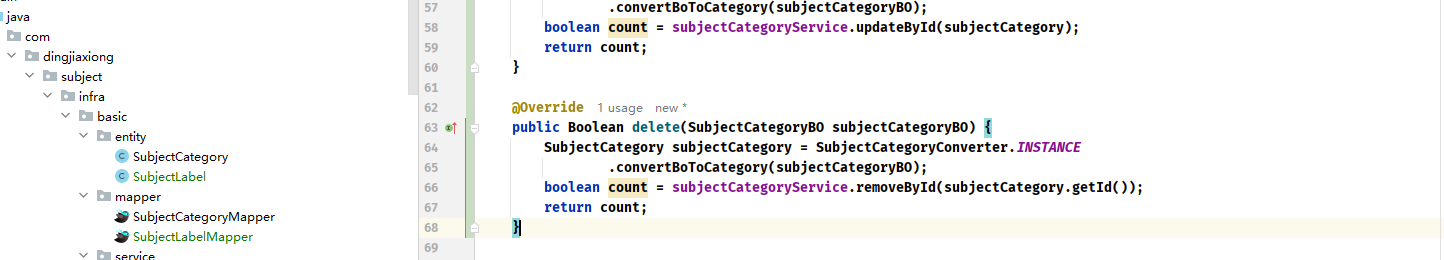 java
com
dingjiaxiong
subject
infra
basic
entity
SubjectCategory
SubjectLabel
mapper
SubjectCategoryMapper
SubjectLabelMapper
service
57 .convertBoToCategory(subjectCategoryBO);
58 boolean count = subjectCategoryService.updateById(subjectCategory);
59 return count;
60 }
61
62 @Override 1 usage new *
63 public Boolean delete(SubjectCategoryBO subjectCategoryBO) {
64 SubjectCategory subjectCategory = SubjectCategoryConverter.INSTANCE
65 .convertBoToCategory(subjectCategoryBO);
66 boolean count = subjectCategoryService.removeById(subjectCategory.getId());
67 return count;
68 }
69